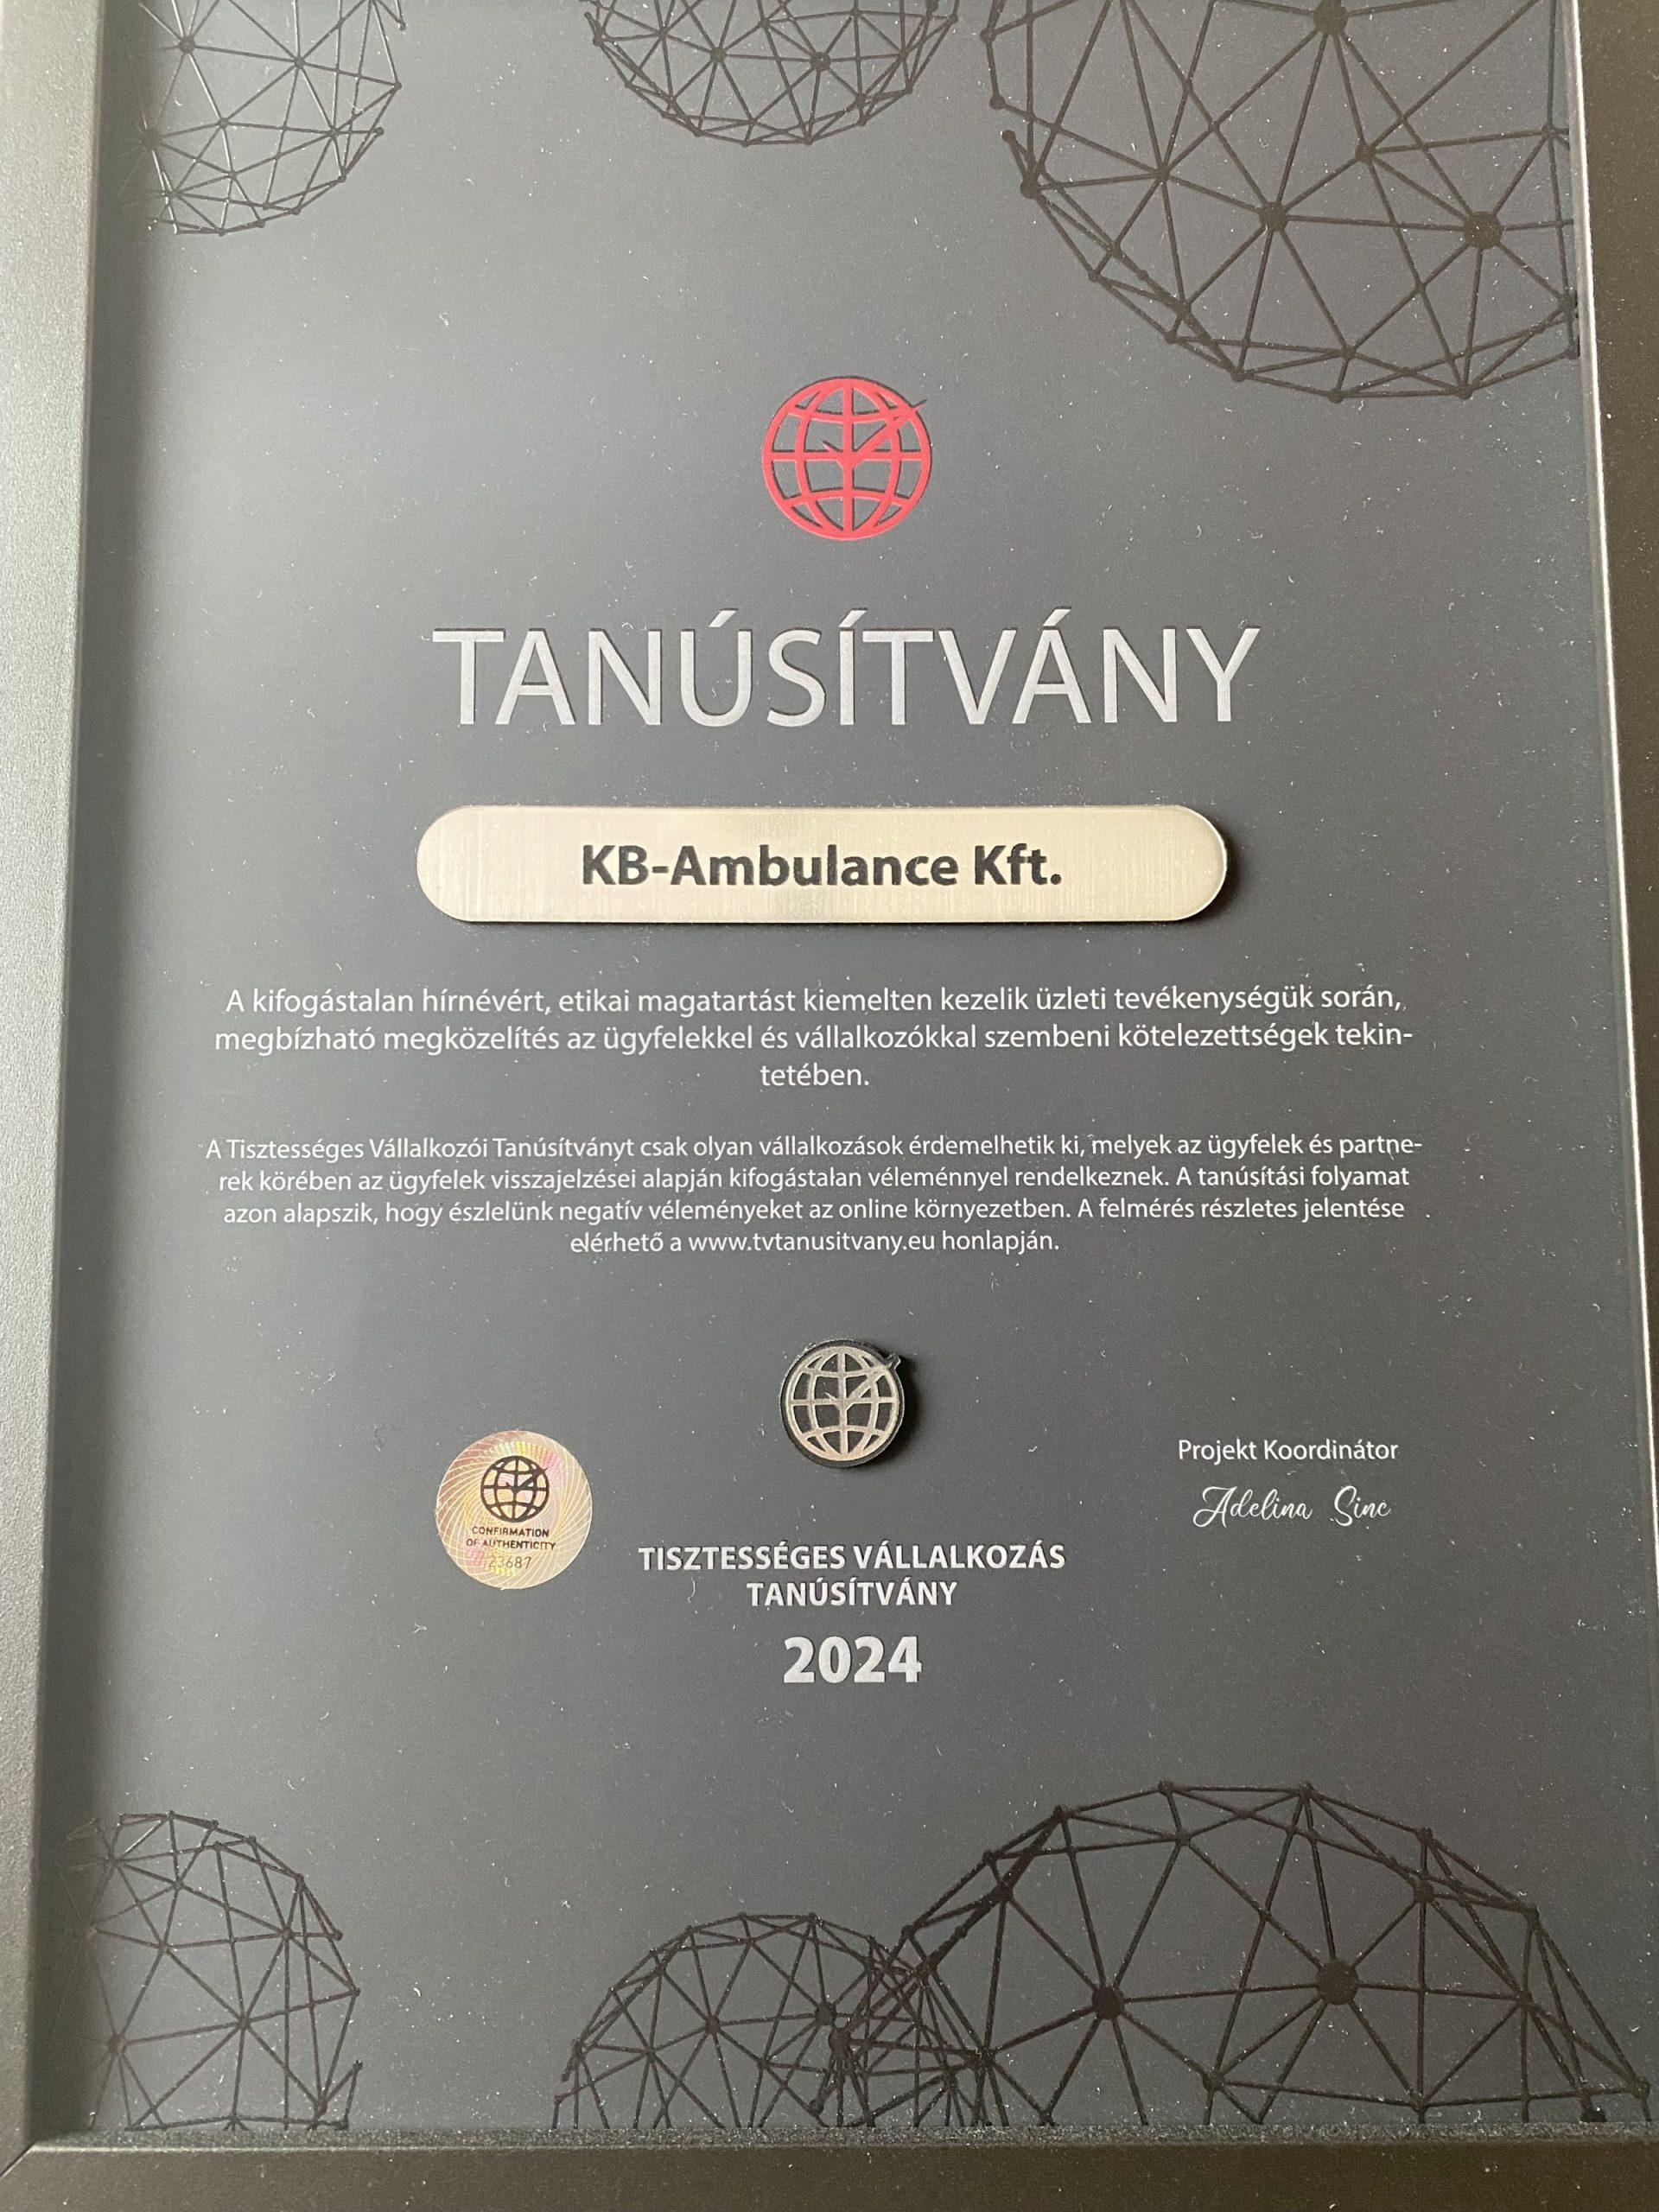 TANÚSÍTVÁNY
KB-Ambulance Kft.
A kifogástalan hírnévért, etikai magatartást kiemelten kezelik üzleti tevékenységük során,
megbízható megközelítés az ügyfelekkel és vállalkozókkal szembeni kötelezettségek tekin-
tetében.
A Tisztességes Vállalkozói Tanúsítványt csak olyan vállalkozások érdemelhetik ki, melyek az ügyfelek és partne-
rek körében az ügyfelek visszajelzései alapján kifogástalan véleménnyel rendelkeznek. A tanúsítási folyamat
azon alapszik, hogy észlelünk negatív véleményeket az online környezetben. A felmérés részletes jelentése
elérhető a www.tvtanusitvany.eu honlapján.
CONFIRMATION
OF AUTHENTICITY
23687
Projekt Koordinátor
Adelina Sinc
TISZTESSÉGES VÁLLALKOZÁS
TANÚSÍTVÁNY
2024